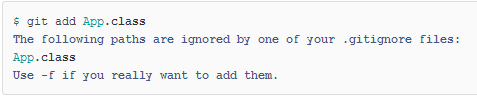 $ git add App.class
The following paths are ignored by one of your .gitignore files:
App.class
Use -f if you really want to add them.